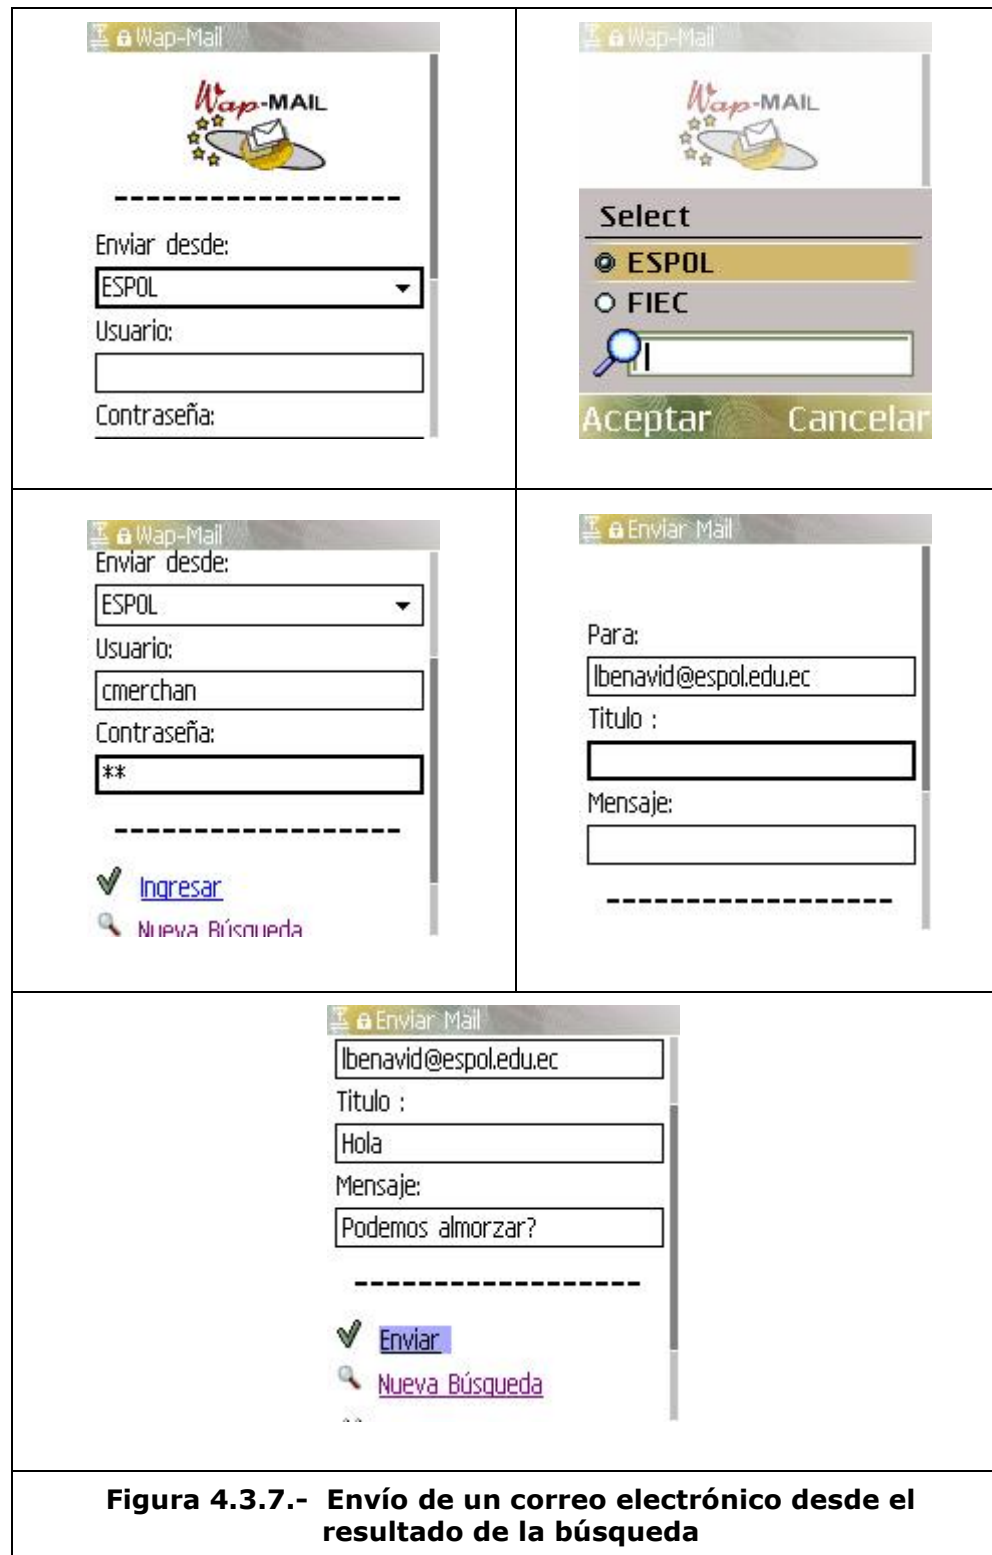 Wap-Mail
Wap-MAIL
-------------------
Enviar desde:
ESPOL
Usuario:
Contraseña:
Wap-Mail
Wap-MAIL
Select
ESPOL
FIEC
Aceptar Cancelar
Wap-Mail
Enviar desde:
ESPOL
Usuario:
cmerchan
Contraseña:
**
-------------------
Ingresar
Nueva Búsqueda
Enviar Mail
Para:
lbenavid@espol.edu.ec
Titulo :
Mensaje:
-------------------
Enviar Mail
lbenavid@espol.edu.ec
Titulo :
Hola
Mensaje:
Podemos almorzar?
-------------------
Enviar
Nueva Búsqueda
Figura 4.3.7.- Envío de un correo electrónico desde el
resultado de la búsqueda